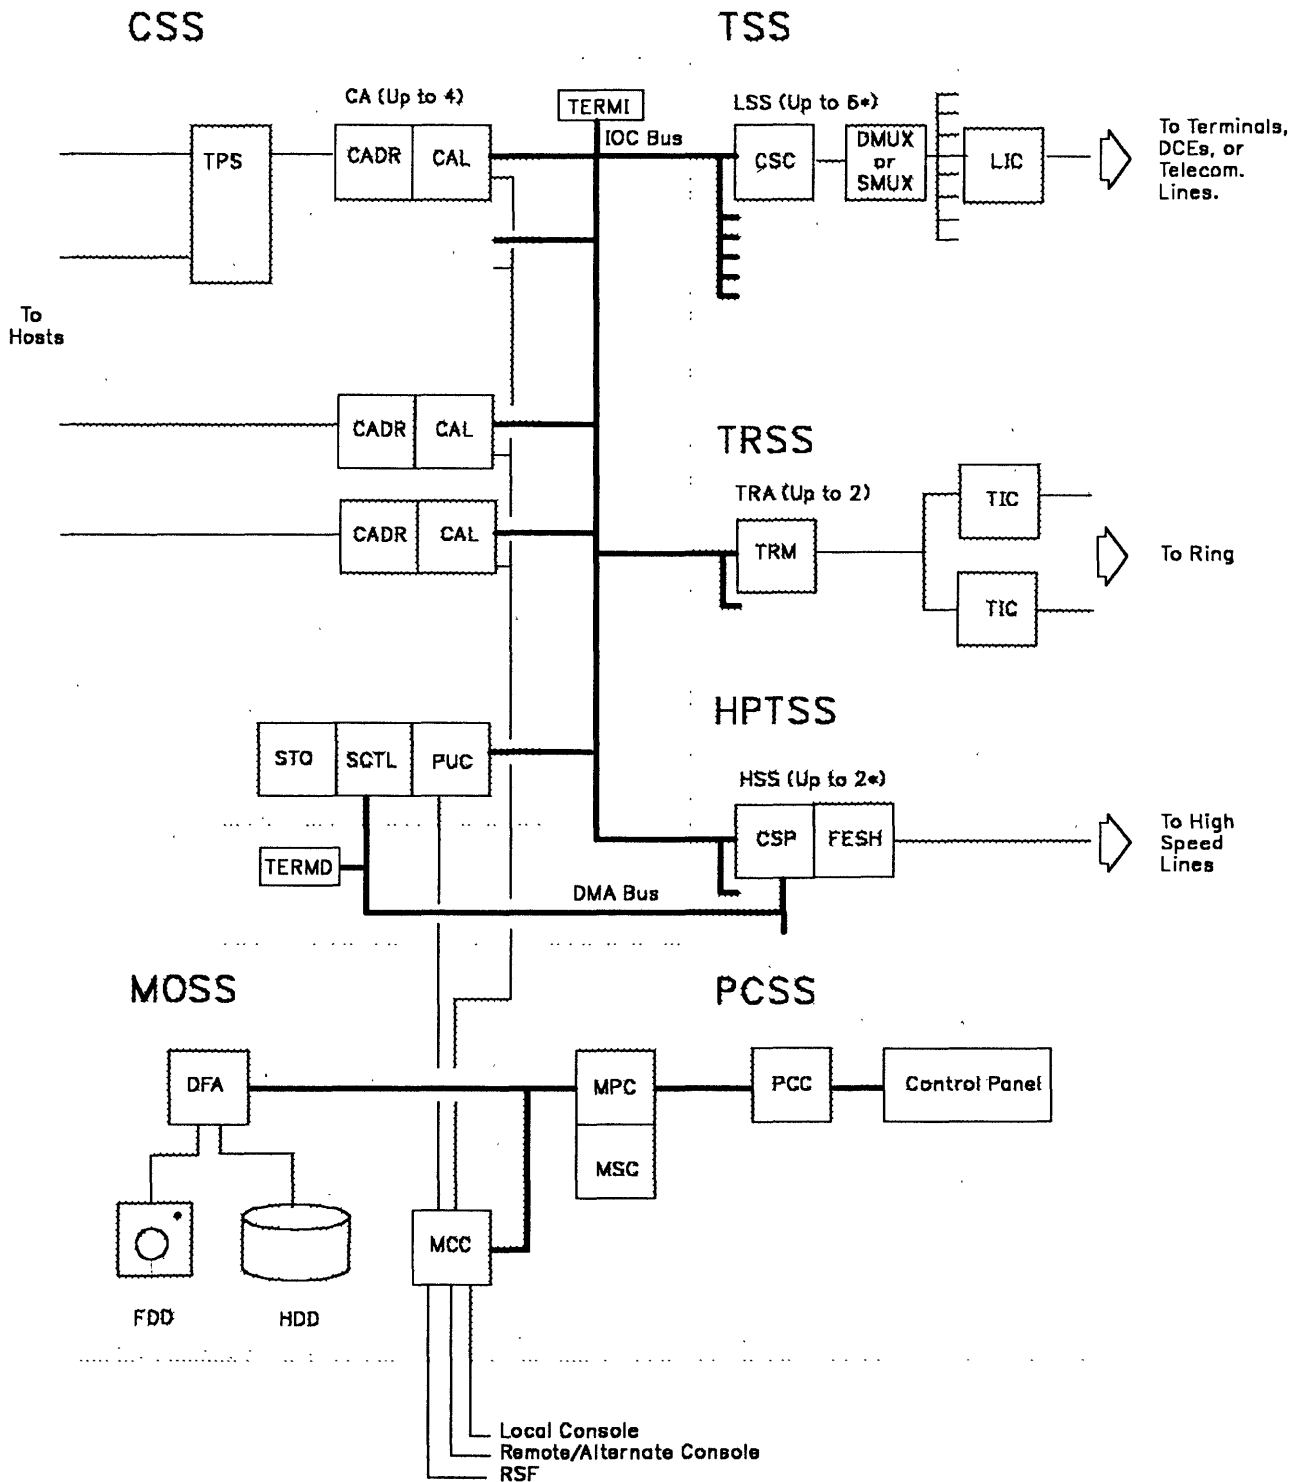 CSS
TSS
CA (Up to 4)
TERMI
LSS (Up to 6*)
IOC Bus
TPS
CADR
CAL
CSC
DMUX
or
SMUX
LIC
To Terminals,
DCEs, or
Telecom.
Lines.
To
Hosts
CADR
CAL
TRSS
TRA (Up to 2)
TIC
CADR
CAL
TRM
To Ring
TIC
HPTSS
STO
SCTL
PUC
HSS (Up to 2*)
CSP
FESH
To High
Speed
Lines
TERMD
DMA Bus
MOSS
PCSS
DFA
MPC
PCC
Control Panel
MSC
MCC
FDD
HDD
Local Console
Remote/Alternate Console
RSF